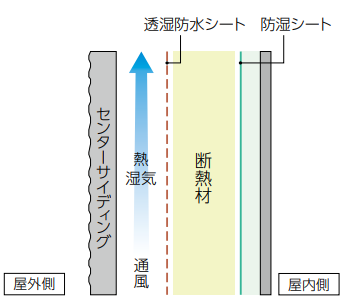 透湿防水シート
防湿シート
センターサイディング
熱
湿気
通風
断熱材
屋外側
屋内側